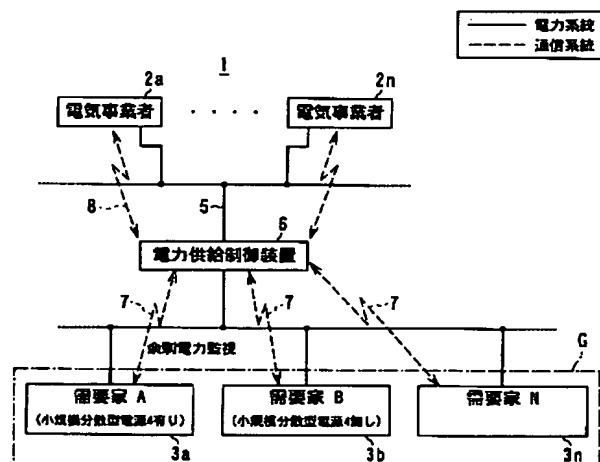 電力系統
通信系統
1
2a
2n
電気事業者
・・・・
電気事業者
8
5
6
電力供給制御装置
7
7
7
余剰電力監視
G
需要家 A
(小規模分散型電源4有り)
需要家 B
(小規模分散型電源4無し)
需要家 N
3a
3b
3n